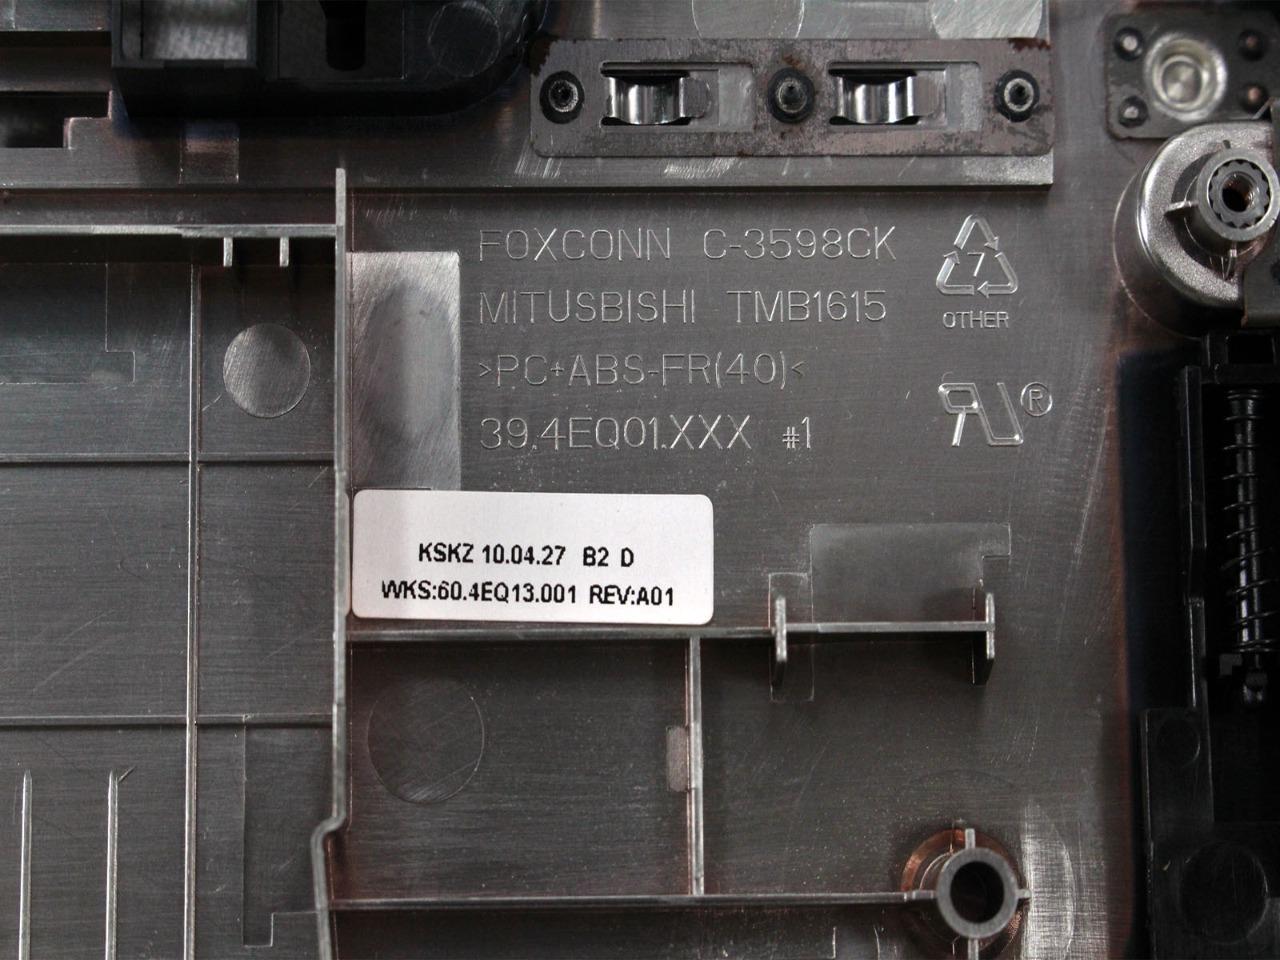 FOXCONN C-3598CK
MITUSBISHI TMB1615
>PC+ABS-FR(40)<
39.4EQ01.XXX #1
7
OTHER
RU®
KSKZ 10.04.27 B2 D
WKS:60.4EQ13.001 REV:A01